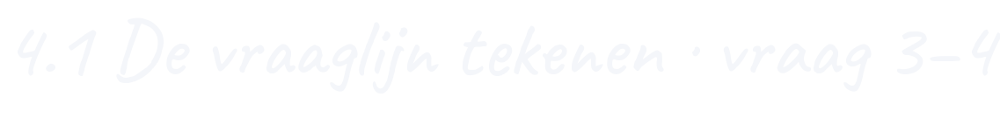 4.1 De vraaglijn tekenen · vraag 3–4